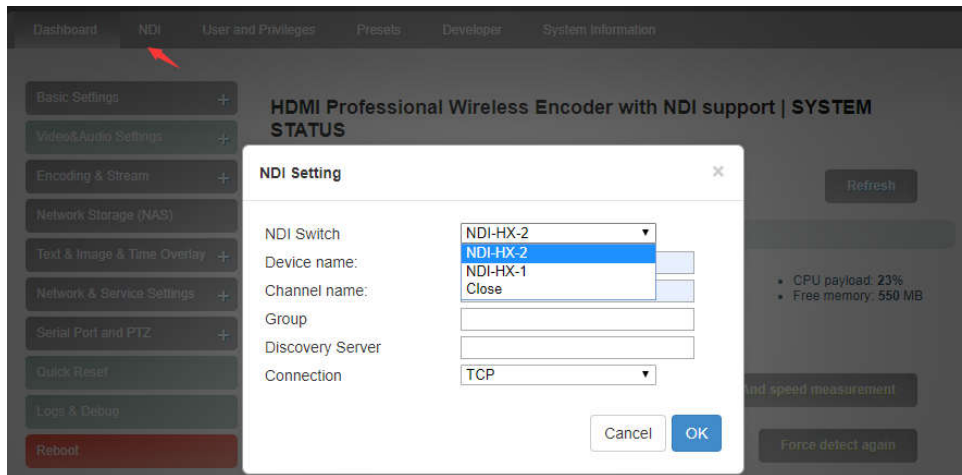 Dashboard
NDI
User and Privileges
Presets
Developer
System Information
Basic Settings +
Video&Audio Settings +
Encoding & Stream +
Network Storage (NAS)
Text & Image & Time Overlay +
Network & Service Settings +
Serial Port and PTZ +
Quick Reset
Logs & Debug
Reboot
HDMI Professional Wireless Encoder with NDI support | SYSTEM
STATUS
Refresh
CPU payload: 23%
Free memory: 550 MB
And speed measurement
Force detect again
NDI Setting ×
NDI Switch NDI-HX-2
NDI-HX-2
NDI-HX-1
Close
Device name:
Channel name:
Group
Discovery Server
Connection TCP
Cancel OK